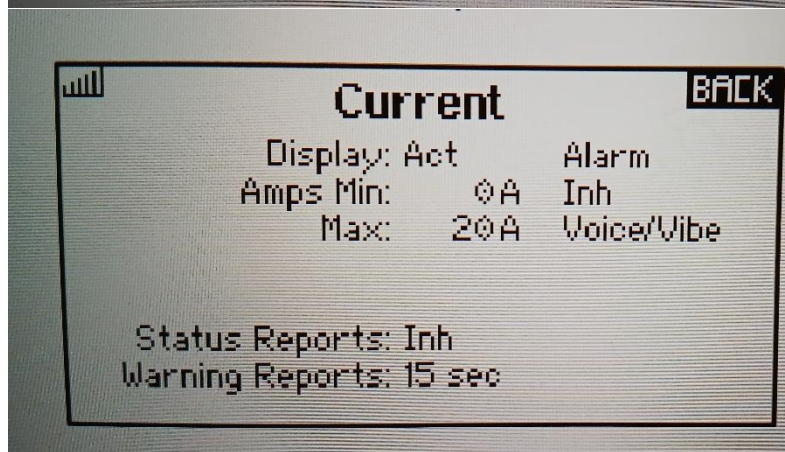 Current
BACK
Display: Act Alarm
Amps Min: 0A Inh
Max: 20A Voice/Vibe
Status Reports: Inh
Warning Reports: 15 sec